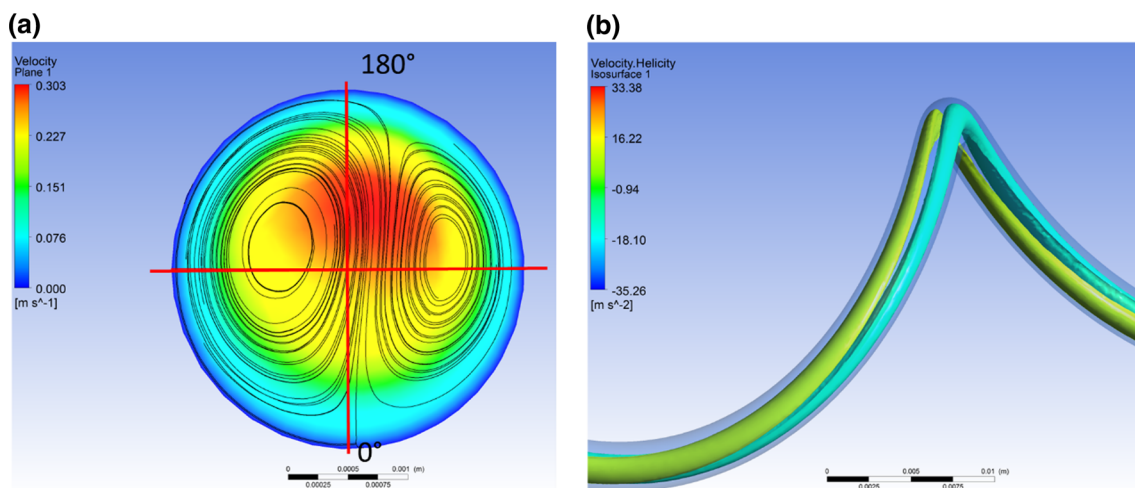 (a)
Velocity
Plane 1
0.303
0.227
0.151
0.076
0.000
[m s^-1]
180°
0°
0 0.0005 0.001 (m)
0.00025 0.00075
(b)
Velocity.Helicity
Isosurface 1
33.38
16.22
-0.94
-18.10
-35.26
[m s^-2]
0 0.005 0.01 (m)
0.0025 0.0075